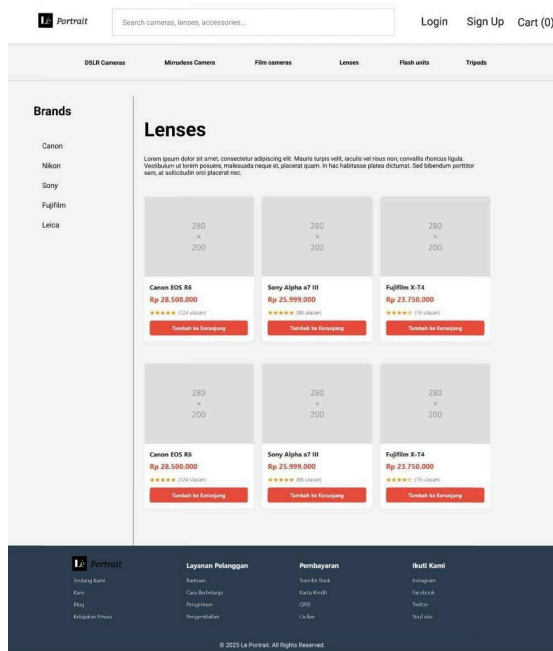 Le Portrait
Search cameras, lenses, accessories...
Login Sign Up Cart (0)
DSLR Cameras Mirrorless Camera Film cameras Lenses Flash units Tripods
Brands
Canon
Nikon
Sony
Fujifilm
Leica
Lenses
Lorem ipsum dolor sit amet, consectetur adipiscing elit. Mauris turpis velit, iaculis vel risus non, convallis rhoncus ligula.
Vestibulum ut lorem posuere, malesuada neque et, placerat quam. In hac habitasse platea dictumst. Sed bibendum porttitor
sem, at sollicitudin orci placerat nec.
280 × 200
280 × 200
280 × 200
Canon EOS R6 Sony Alpha a7 III Fujifilm X-T4
Rp 28.500.000 Rp 25.999.000 Rp 23.750.000
★★★★★ (124 ulasan) ★★★★★ (98 ulasan) ★★★★☆ (76 ulasan)
Tambah ke Keranjang Tambah ke Keranjang Tambah ke Keranjang
280 × 200
280 × 200
280 × 200
Canon EOS R6 Sony Alpha a7 III Fujifilm X-T4
Rp 28.500.000 Rp 25.999.000 Rp 23.750.000
★★★★★ (124 ulasan) ★★★★★ (98 ulasan) ★★★★☆ (76 ulasan)
Tambah ke Keranjang Tambah ke Keranjang Tambah ke Keranjang
Le Portrait
Tentang Kami
Karir
Blog
Kebijakan Privasi
Layanan Pelanggan
Bantuan
Cara Berbelanja
Pengiriman
Pengembalian
Pembayaran
Transfer Bank
Kartu Kredit
QRIS
Cicilan
Ikuti Kami
Instagram
Facebook
Twitter
YouTube
© 2025 Le Portrait. All Rights Reserved.